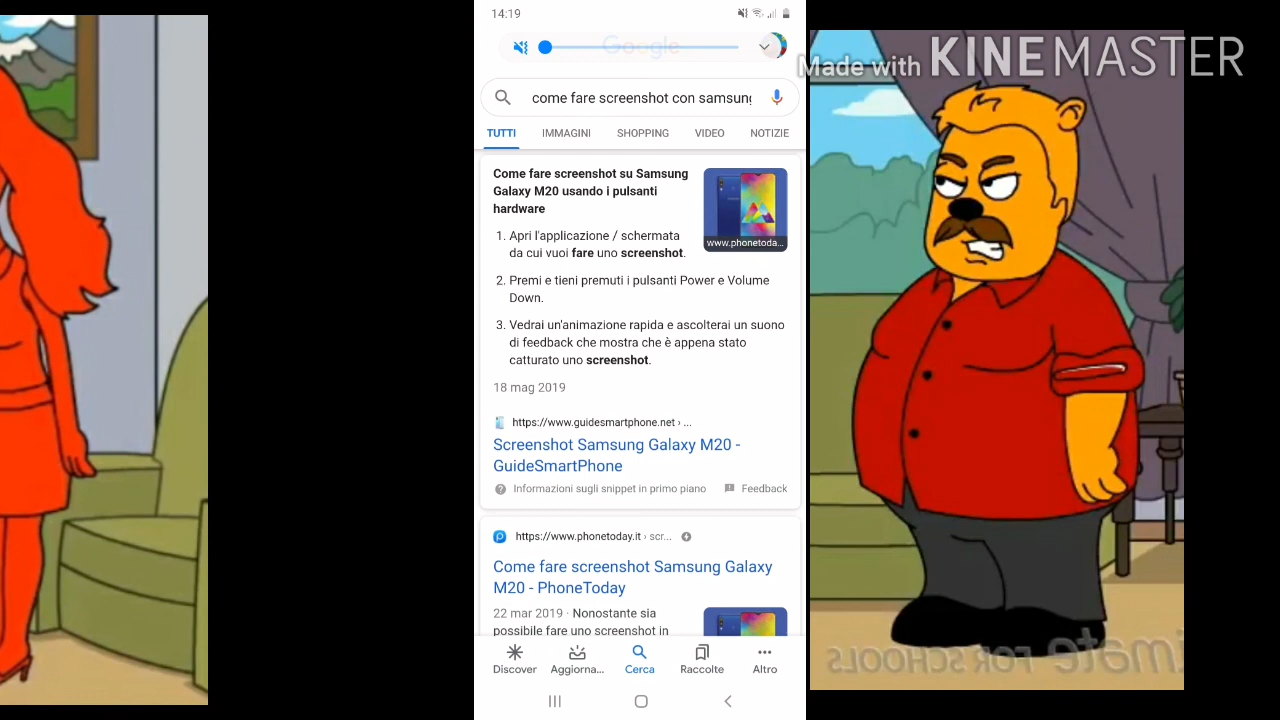 14:19
Google
Made with KINEMASTER
come fare screenshot con samsung
TUTTI IMMAGINI SHOPPING VIDEO NOTIZIE
Come fare screenshot su Samsung
Galaxy M20 usando i pulsanti
hardware
www.phonetoda...
1. Apri l'applicazione / schermata
da cui vuoi fare uno screenshot.
2. Premi e tieni premuti i pulsanti Power e Volume
Down.
3. Vedrai un'animazione rapida e ascolterai un suono
di feedback che mostra che è appena stato
catturato uno screenshot.
18 mag 2019
https://www.guidesmartphone.net › ...
Screenshot Samsung Galaxy M20 -
GuideSmartPhone
Informazioni sugli snippet in primo piano Feedback
https://www.phonetoday.it › scr...
Come fare screenshot Samsung Galaxy
M20 - PhoneToday
22 mar 2019 · Nonostante sia
possibile fare uno screenshot in
Discover Aggiorna... Cerca Raccolte Altro
mate FOR SCHOOLS